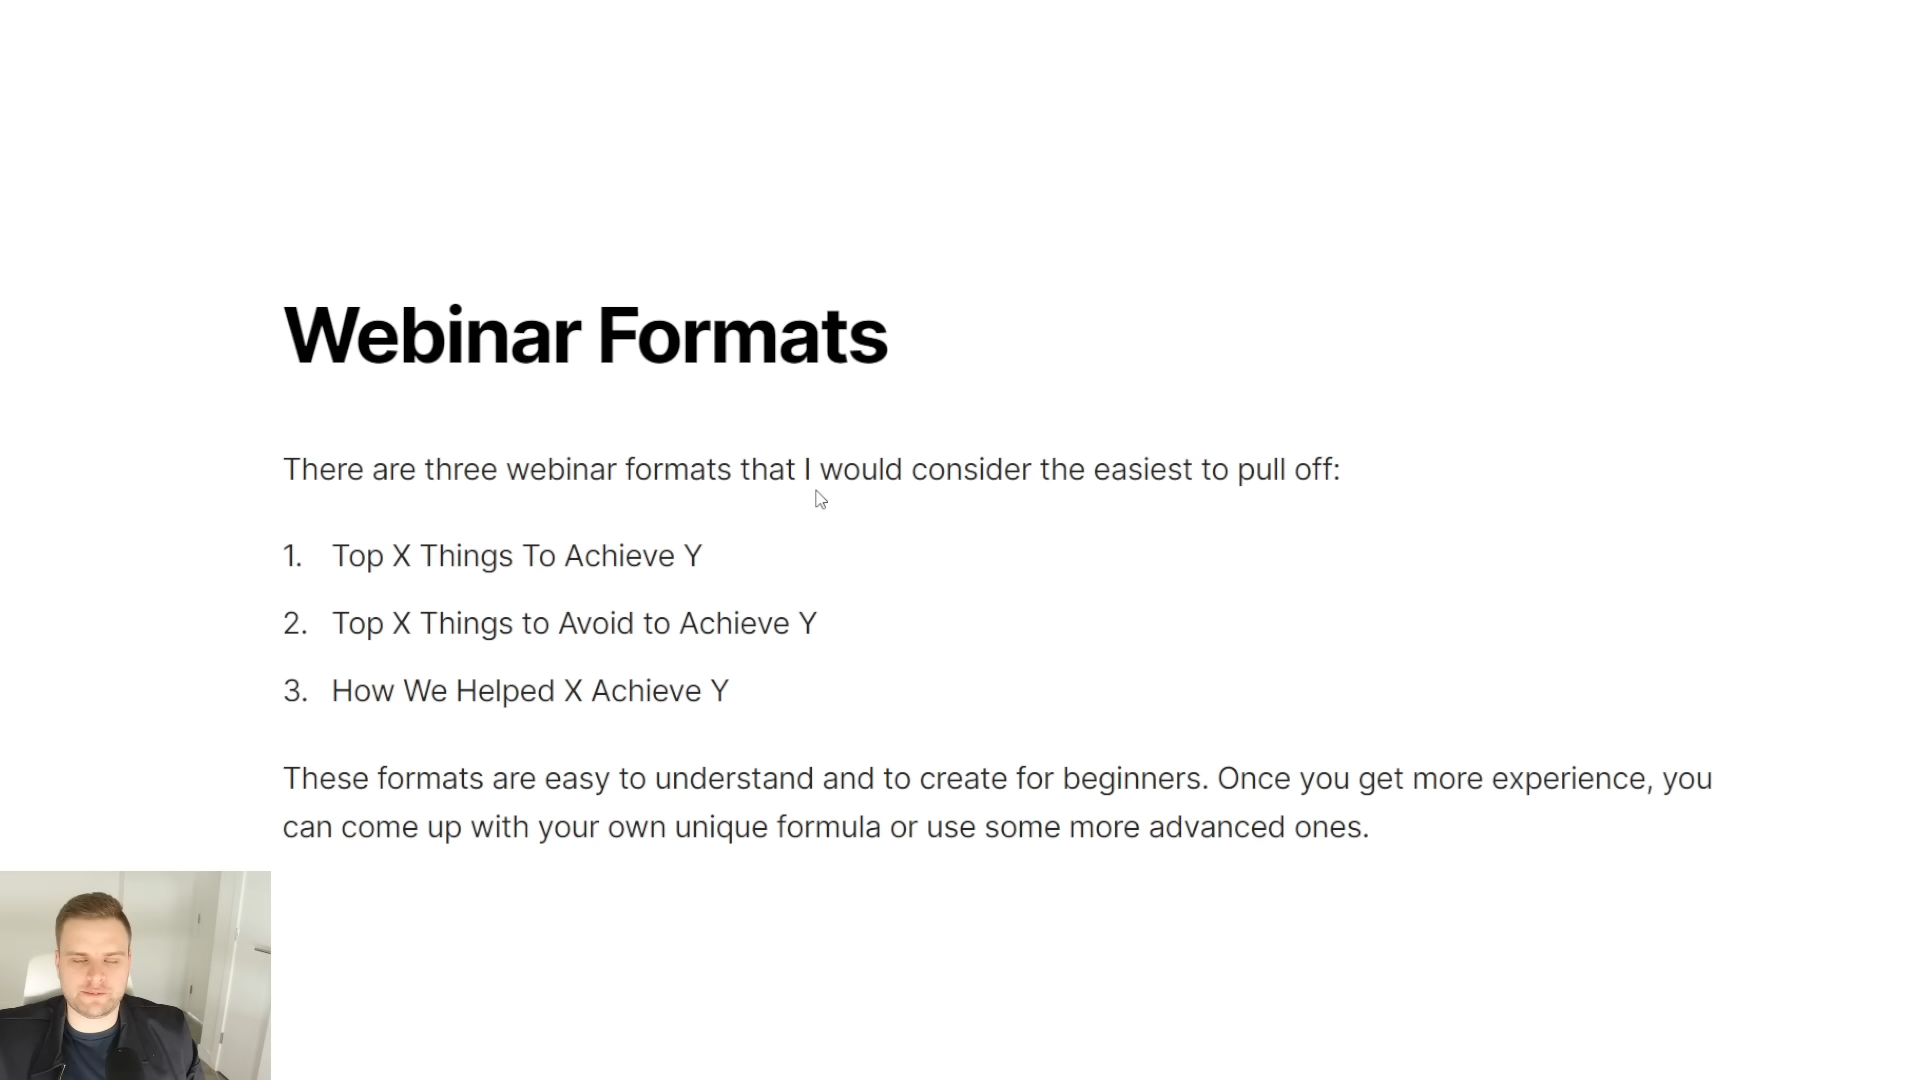 Webinar Formats
There are three webinar formats that I would consider the easiest to pull off:
1. Top X Things To Achieve Y
2. Top X Things to Avoid to Achieve Y
3. How We Helped X Achieve Y
These formats are easy to understand and to create for beginners. Once you get more experience, you
can come up with your own unique formula or use some more advanced ones.